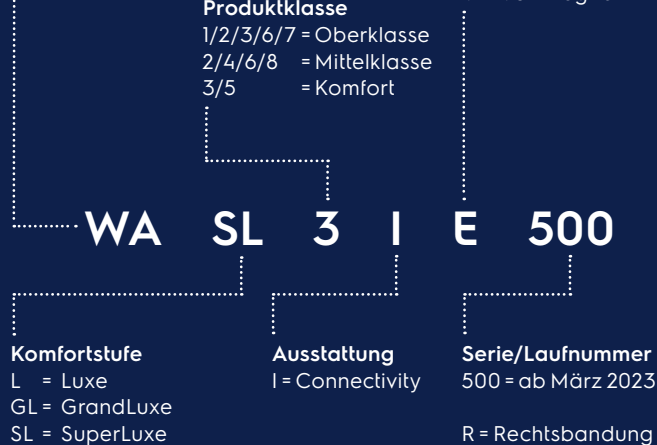 Produktklasse
1/2/3/6/7 = Oberklasse
2/4/6/8 = Mittelklasse
3/5 = Komfort
WA SL 3 I E 500
Komfortstufe
L = Luxe
GL = GrandLuxe
SL = SuperLuxe
Ausstattung
I = Connectivity
Serie/Laufnummer
500 = ab März 2023
R = Rechtsbandung